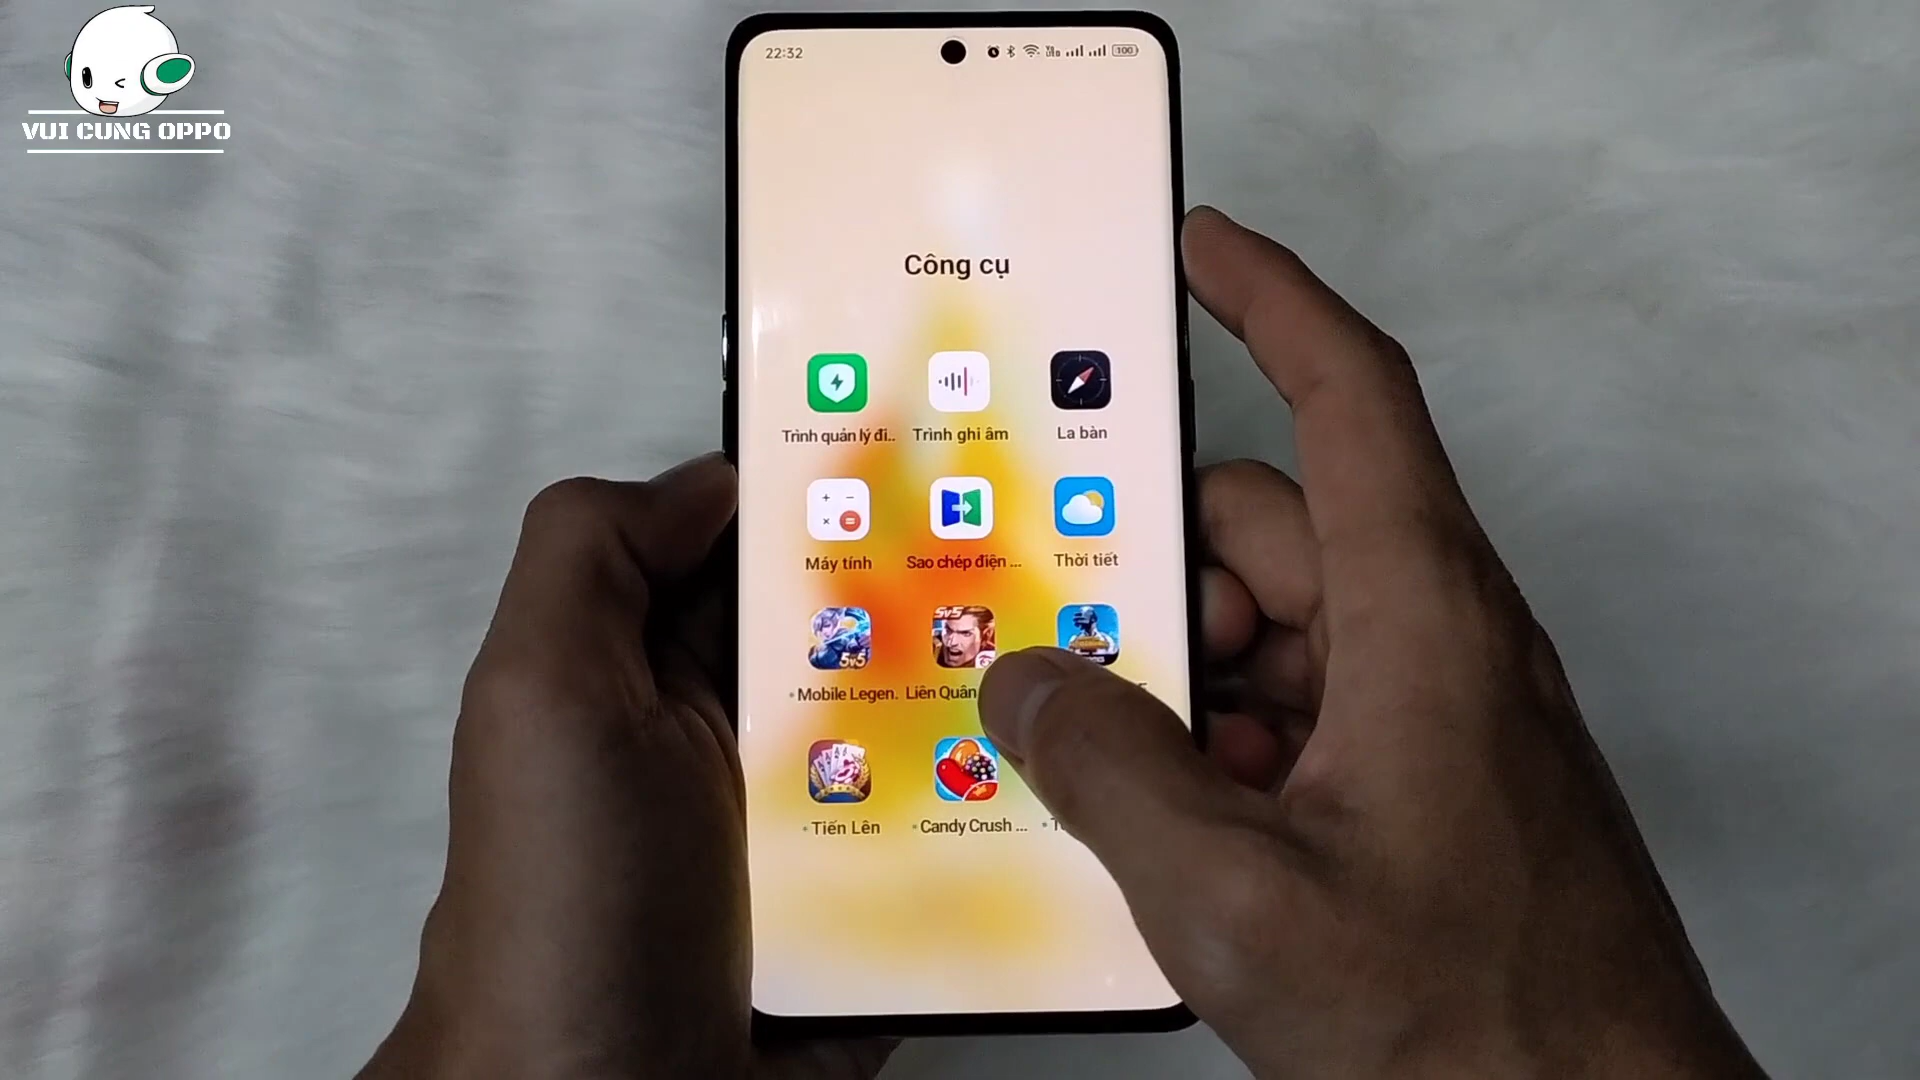 VUI CUNG OPPO
22:32
100
Công cụ
Trình quản lý đi..
Trình ghi âm
La bàn
Máy tính
Sao chép điện ...
Thời tiết
5v5
5v5
Mobile Legen.
Liên Quân
Tiến Lên
Candy Crush ...